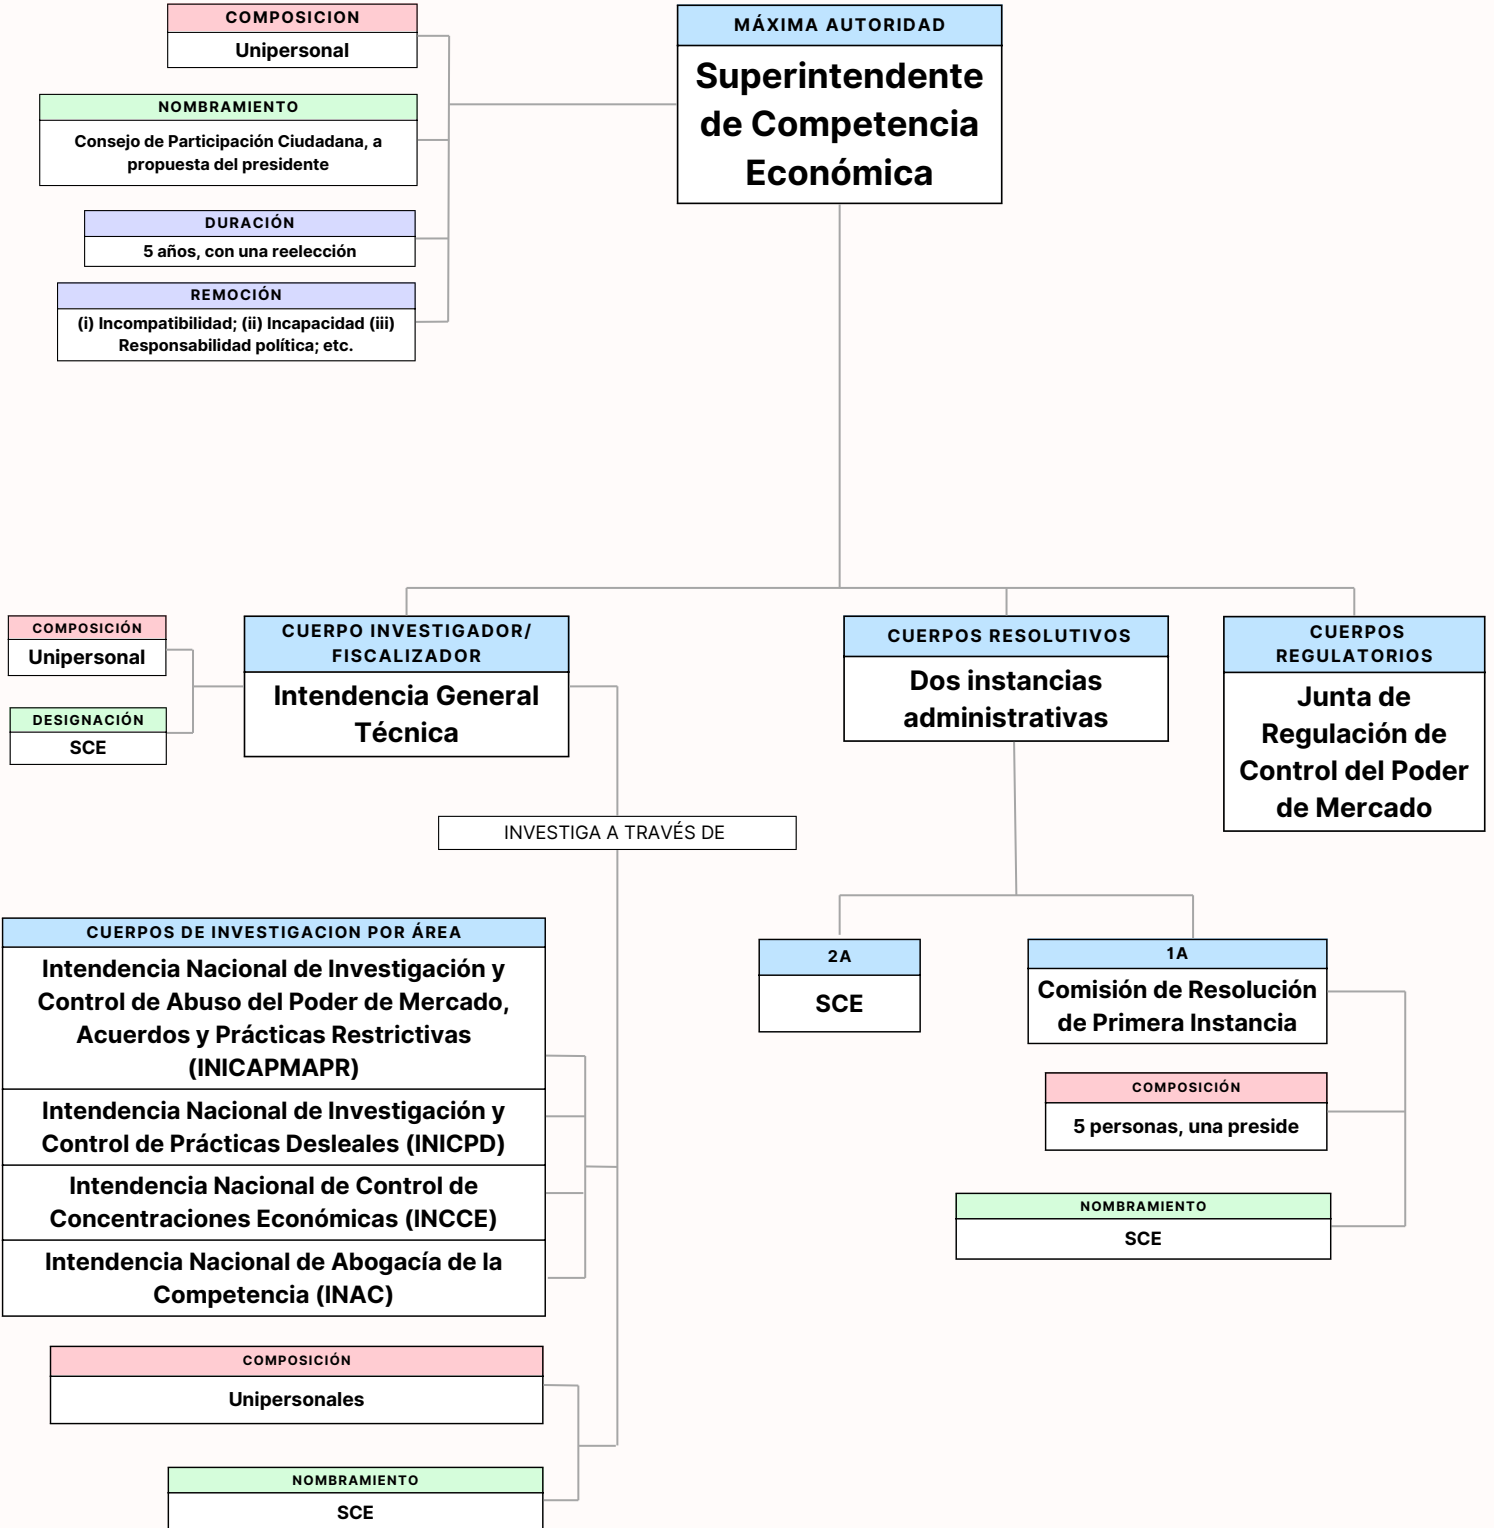 COMPOSICION
Unipersonal
NOMBRAMIENTO
Consejo de Participación Ciudadana, a
propuesta del presidente
DURACIÓN
5 años, con una reelección
REMOCIÓN
(i) Incompatibilidad; (ii) Incapacidad (iii)
Responsabilidad política; etc.
MÁXIMA AUTORIDAD
Superintendente
de Competencia
Económica
COMPOSICIÓN
Unipersonal
DESIGNACIÓN
SCE
CUERPO INVESTIGADOR/
FISCALIZADOR
Intendencia General
Técnica
CUERPOS RESOLUTIVOS
Dos instancias
administrativas
CUERPOS
REGULATORIOS
Junta de
Regulación de
Control del Poder
de Mercado
INVESTIGA A TRAVÉS DE
CUERPOS DE INVESTIGACION POR ÁREA
Intendencia Nacional de Investigación y
Control de Abuso del Poder de Mercado,
Acuerdos y Prácticas Restrictivas
(INICAPMAPR)
Intendencia Nacional de Investigación y
Control de Prácticas Desleales (INICPD)
Intendencia Nacional de Control de
Concentraciones Económicas (INCCE)
Intendencia Nacional de Abogacía de la
Competencia (INAC)
COMPOSICIÓN
Unipersonales
NOMBRAMIENTO
SCE
2A
SCE
1A
Comisión de Resolución
de Primera Instancia
COMPOSICIÓN
5 personas, una preside
NOMBRAMIENTO
SCE